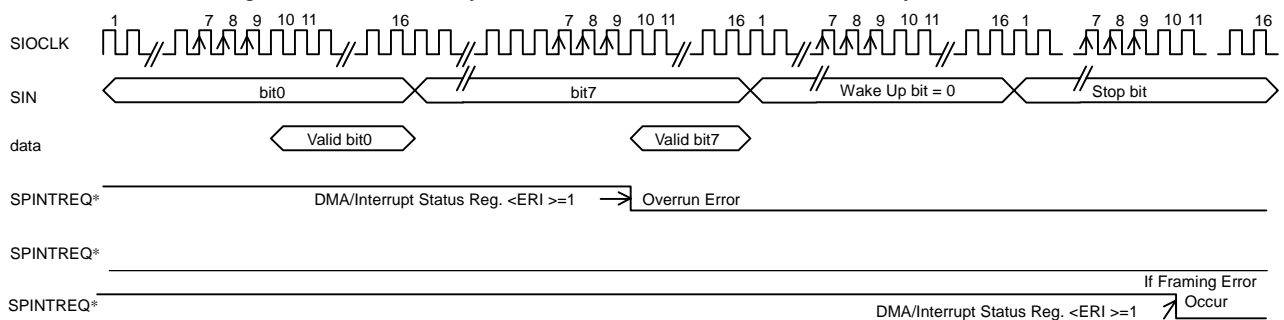 1 7 8 9 10 11 16 7 8 9 10 11 16 1 7 8 9 10 11 16 1 7 8 9 10 11 16
SIOCLK
SIN bit0 bit7 Wake Up bit = 0 Stop bit
data Valid bit0 Valid bit7
SPINTREQ* DMA/Interrupt Status Reg. <ERI >=1 Overrun Error
SPINTREQ*
If Framing Error
SPINTREQ* DMA/Interrupt Status Reg. <ERI >=1 Occur